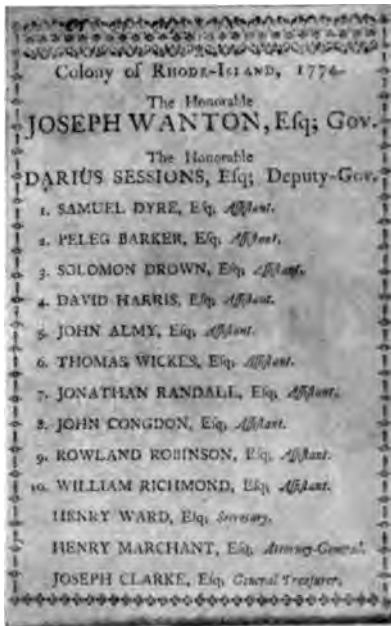 Colony of RHODE-ISLAND, 1774.
The Honorable
JOSEPH WANTON, Eſq; Gov.
The Honorable
DARIUS SESSIONS, Eſq; Deputy-Gov.
1. SAMUEL DYRE, Eſq; Aſſiſtant.
2. PELEG BARKER, Eſq; Aſſiſtant.
3. SOLOMON DROWN, Eſq; Aſſiſtant.
4. DAVID HARRIS, Eſq; Aſſiſtant.
5. JOHN ALMY, Eſq; Aſſiſtant.
6. THOMAS WICKES, Eſq; Aſſiſtant.
7. JONATHAN RANDALL, Eſq; Aſſiſtant.
8. JOHN CONGDON, Eſq; Aſſiſtant.
9. ROWLAND ROBINSON, Eſq; Aſſiſtant.
10. WILLIAM RICHMOND, Eſq; Aſſiſtant.
HENRY WARD, Eſq; Secretary.
HENRY MARCHANT, Eſq; Attorney-General.
JOSEPH CLARKE, Eſq; General Treaſurer.